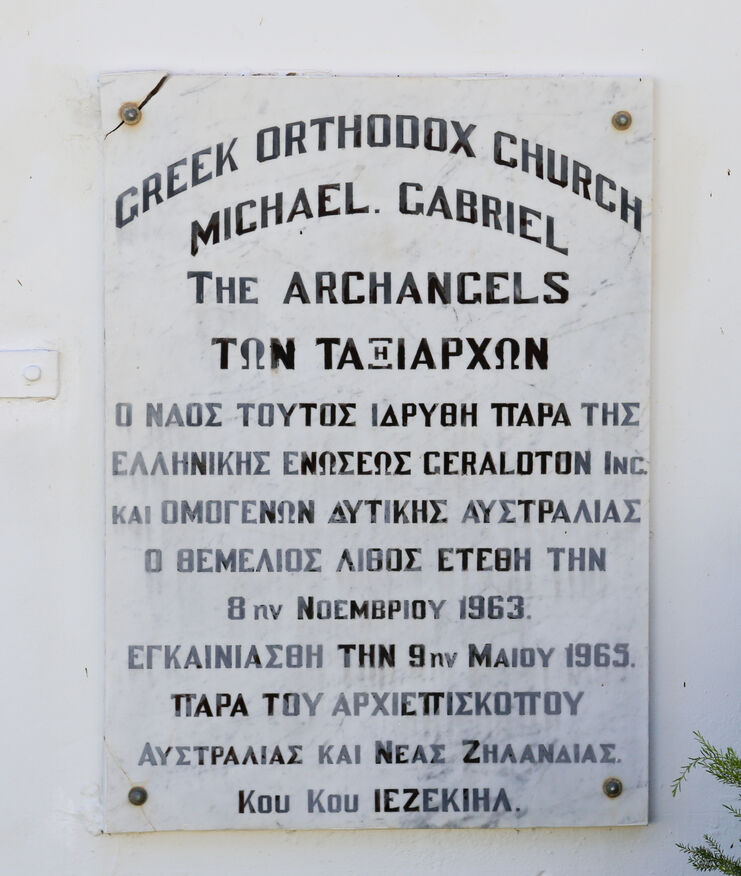 GREEK ORTHODOX CHURCH
MICHAEL. GABRIEL
THE ARCHANGELS
ΤΩΝ ΤΑΞΙΑΡΧΩΝ
Ο ΝΑΟΣ ΤΟΥΤΟΣ ΙΔΡΥΘΗ ΠΑΡΑ ΤΗΣ
ΕΛΛΗΝΙΚΗΣ ΕΝΩΣΕΩΣ GERALDTON INC.
ΚΑΙ ΟΜΟΓΕΝΩΝ ΔΥΤΙΚΗΣ ΑΥΣΤΡΑΛΙΑΣ
Ο ΘΕΜΕΛΙΟΣ ΛΙΘΟΣ ΕΤΕΘΗ ΤΗΝ
8ην ΝΟΕΜΒΡΙΟΥ 1963.
ΕΓΚΑΙΝΙΑΣΘΗ ΤΗΝ 9ην ΜΑΙΟΥ 1965.
ΠΑΡΑ ΤΟΥ ΑΡΧΙΕΠΙΣΚΟΠΟΥ
ΑΥΣΤΡΑΛΙΑΣ ΚΑΙ ΝΕΑΣ ΖΗΛΑΝΔΙΑΣ.
Κου Κου ΙΕΖΕΚΙΗΛ.